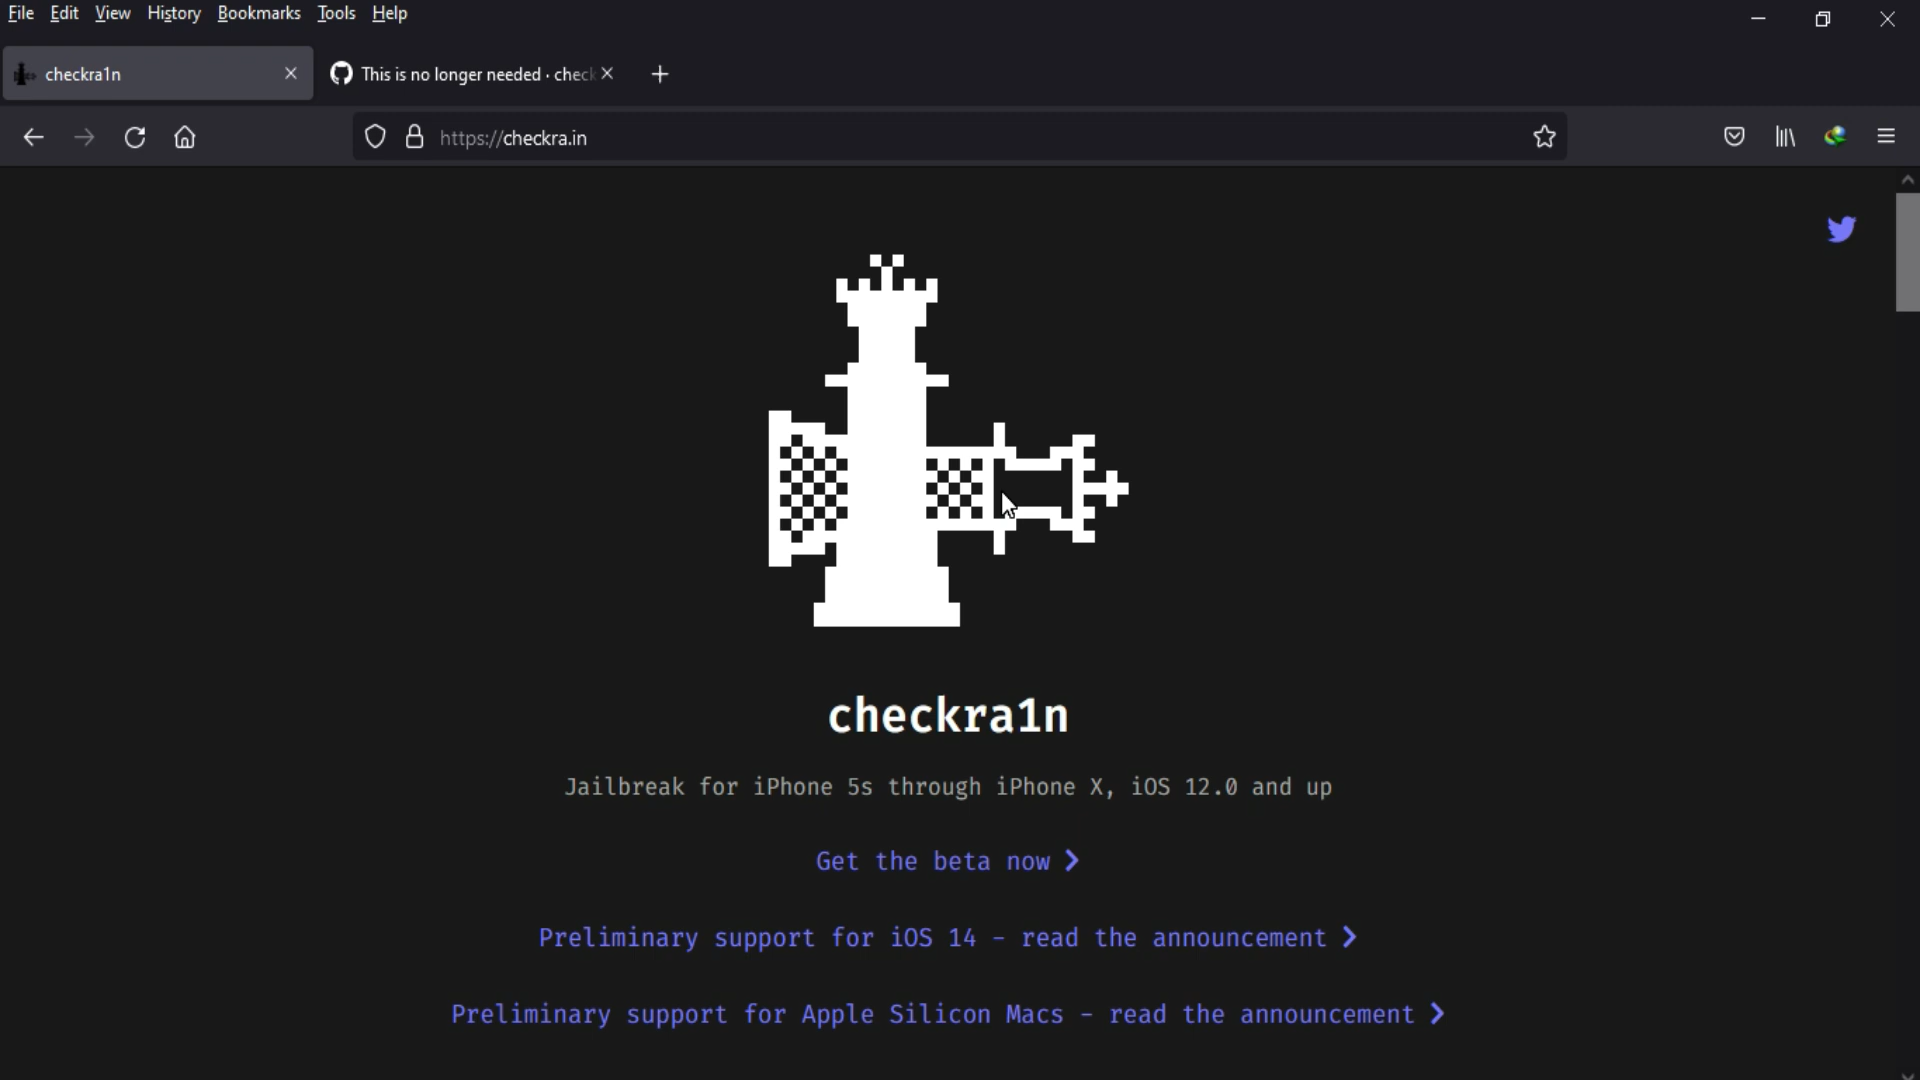 File Edit View History Bookmarks Tools Help
checkra1n
This is no longer needed · check
https://checkra.in
checkra1n
Jailbreak for iPhone 5s through iPhone X, iOS 12.0 and up
Get the beta now
Preliminary support for iOS 14 - read the announcement
Preliminary support for Apple Silicon Macs - read the announcement